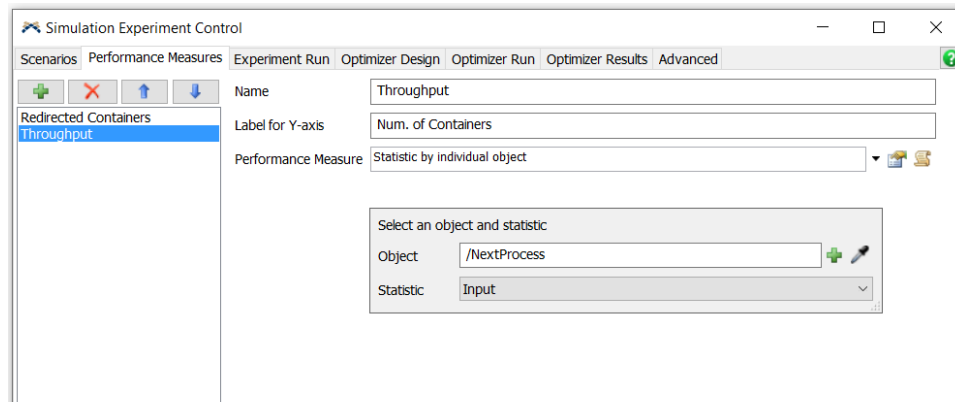 Simulation Experiment Control
Scenarios Performance Measures Experiment Run Optimizer Design Optimizer Run Optimizer Results Advanced
Name Throughput
Redirected Containers
Throughput
Label for Y-axis Num. of Containers
Performance Measure Statistic by individual object
Select an object and statistic
Object /NextProcess
Statistic Input